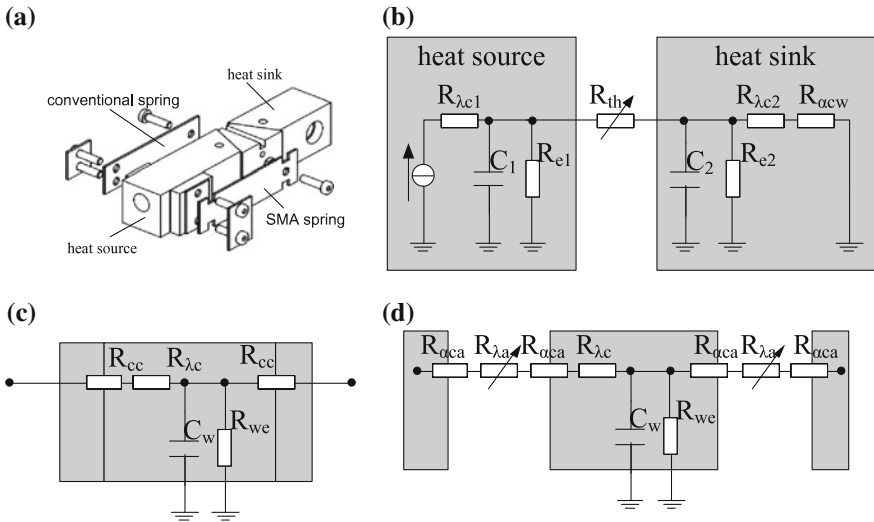 (a)
heat sink
conventional spring
SMA spring
heat source
(b)
heat source
heat sink
Rλc1
Rth
Rλc2
Rαcw
C1
Re1
C2
Re2
(c)
Rcc
Rλc
Rcc
Cw
Rwe
(d)
Rαca
Rλa
Rαca
Rλc
Rαca
Rλa
Rαca
Cw
Rwe